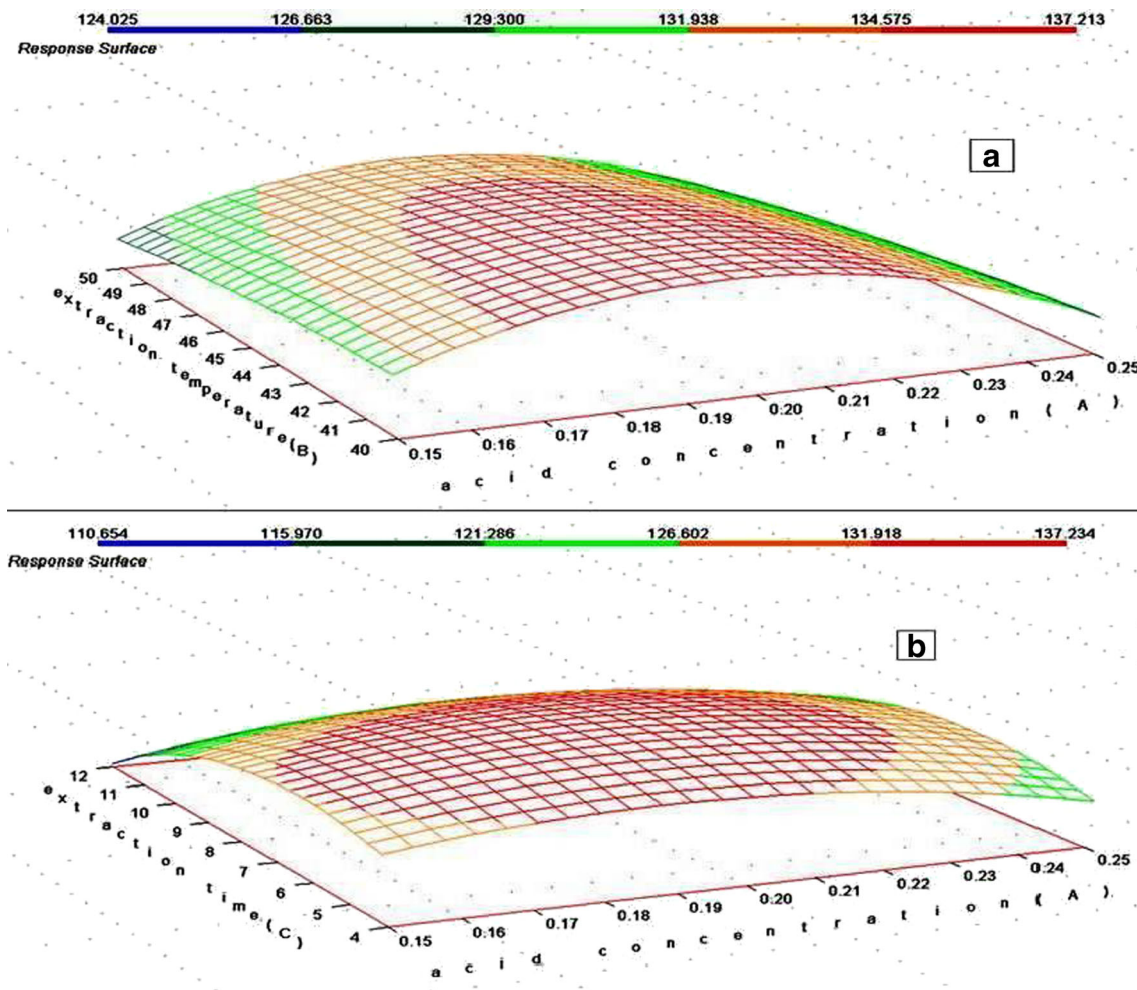 124.025 126.663 129.300 131.938 134.575 137.213
Response Surface
a
50
49
48
47
46
45
44
43
42
41
40
extraction temperature(B)
0.15 0.16 0.17 0.18 0.19 0.20 0.21 0.22 0.23 0.24 0.25
acid concentration(A)
110.654 115.970 121.286 126.602 131.918 137.234
Response Surface
b
12
11
10
9
8
7
6
5
4
extraction time(C)
0.15 0.16 0.17 0.18 0.19 0.20 0.21 0.22 0.23 0.24 0.25
acid concentration(A)